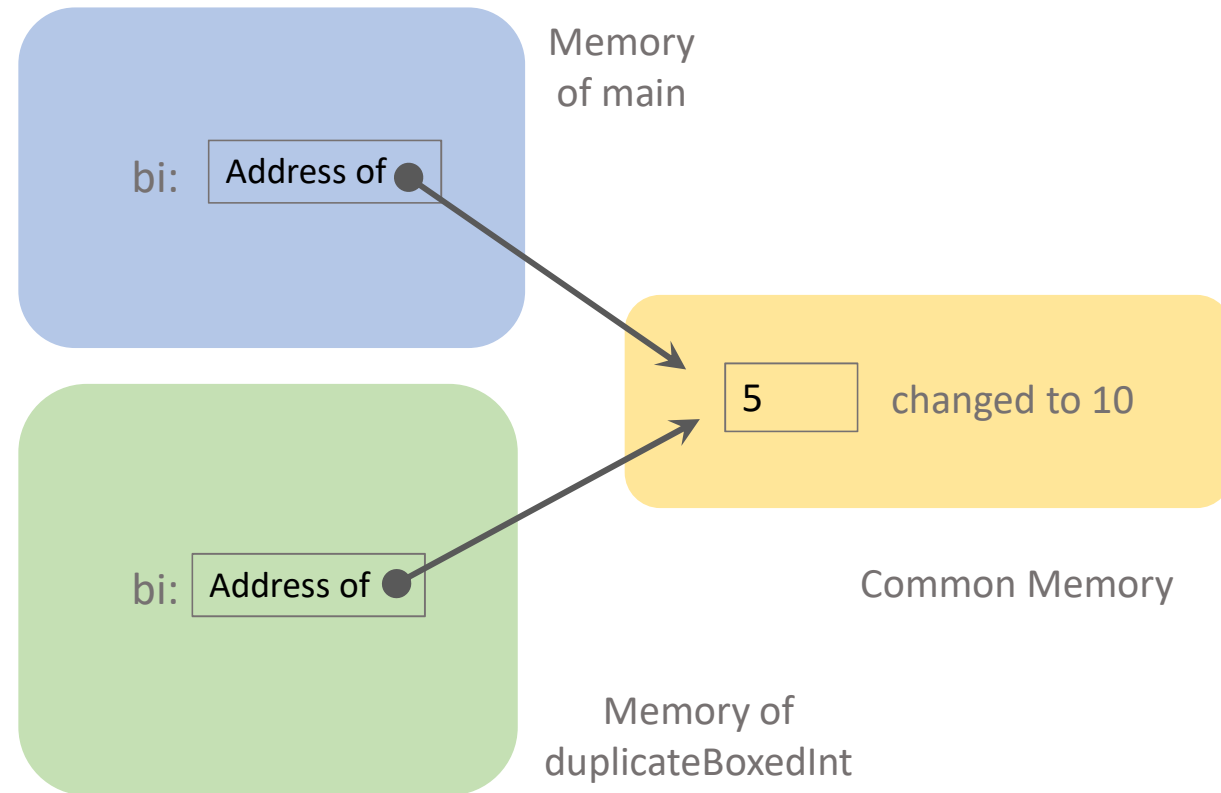 Memory
of main
bi: Address of
5 changed to 10
bi: Address of
Common Memory
Memory of
duplicateBoxedInt